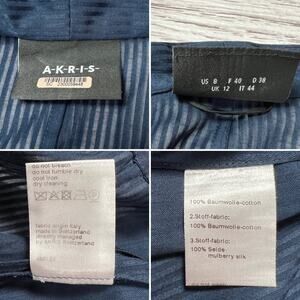 A-K-R-I-S-
US 8 F 40 D 38
UK 12 IT 44
do not bleach
do not tumble dry
cool iron
dry cleaning
fabric origin Italy
made in Switzerland
directly managed
by AKRIS Switzerland
100% Baumwolle-cotton
2.Stoff-fabric:
100% Baumwolle-cotton
3.Stoff-fabric:
100% Seide
mulberry silk